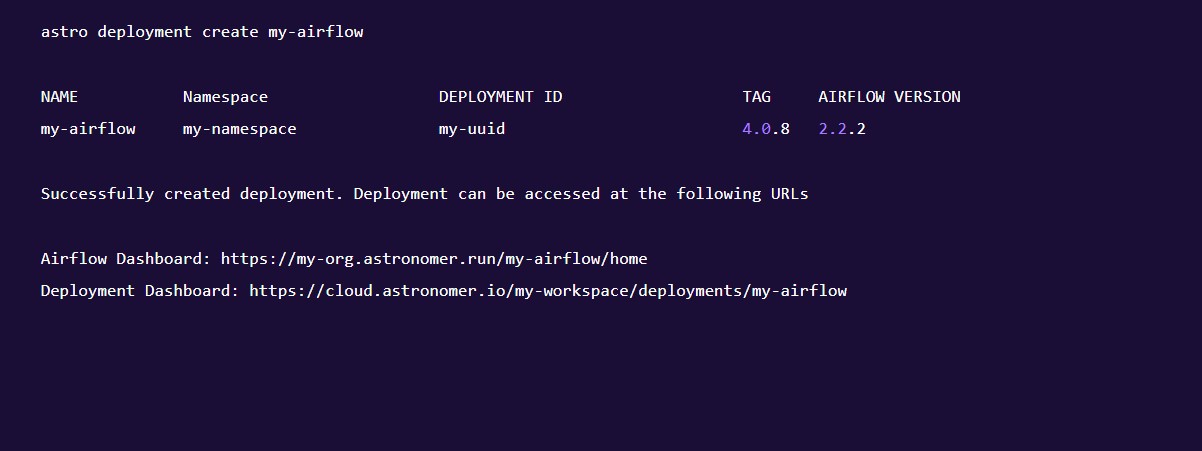 astro deployment create my-airflow
NAME Namespace DEPLOYMENT ID TAG AIRFLOW VERSION
my-airflow my-namespace my-uuid 4.0.8 2.2.2
Successfully created deployment. Deployment can be accessed at the following URLs
Airflow Dashboard: https://my-org.astronomer.run/my-airflow/home
Deployment Dashboard: https://cloud.astronomer.io/my-workspace/deployments/my-airflow